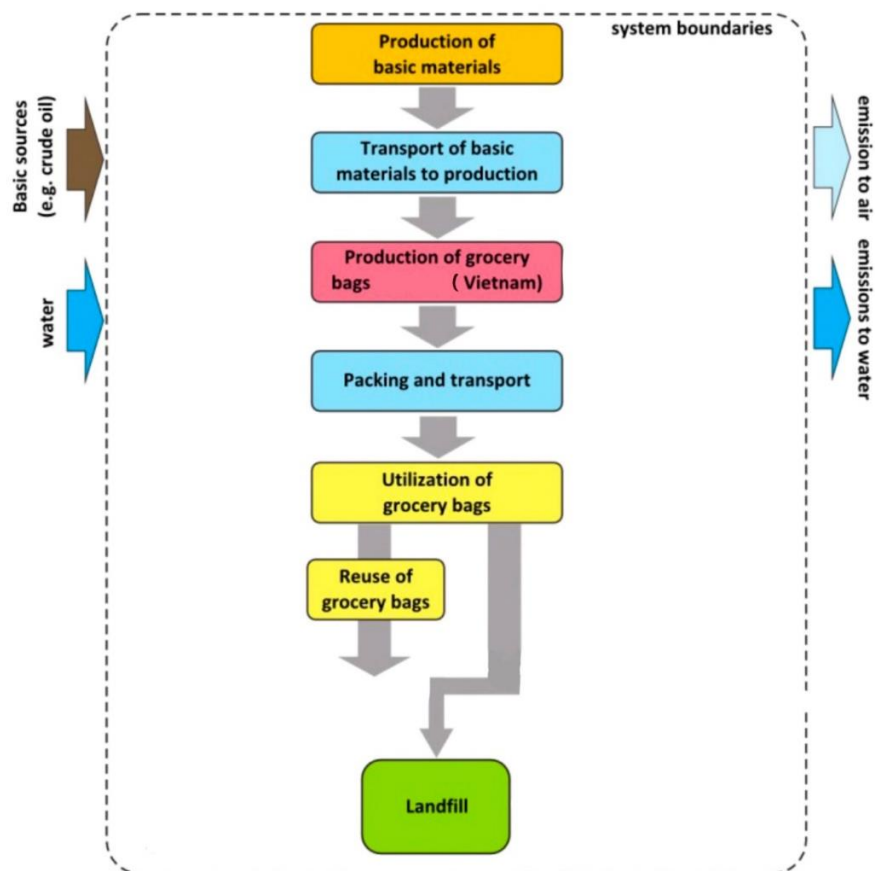 system boundaries
Production of
basic materials
Basic sources
(e.g. crude oil)
emission to air
Transport of basic
materials to production
Production of grocery
bags ( Vietnam)
water
emissions to water
Packing and transport
Utilization of
grocery bags
Reuse of
grocery bags
Landfill